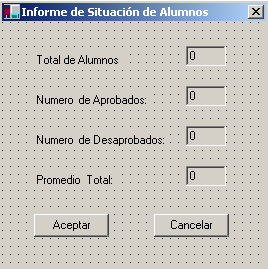 Informe de Situación de Alumnos
Total de Alumnos 0
Numero de Aprobados: 0
Numero de Desaprobados: 0
Promedio Total: 0
Aceptar Cancelar